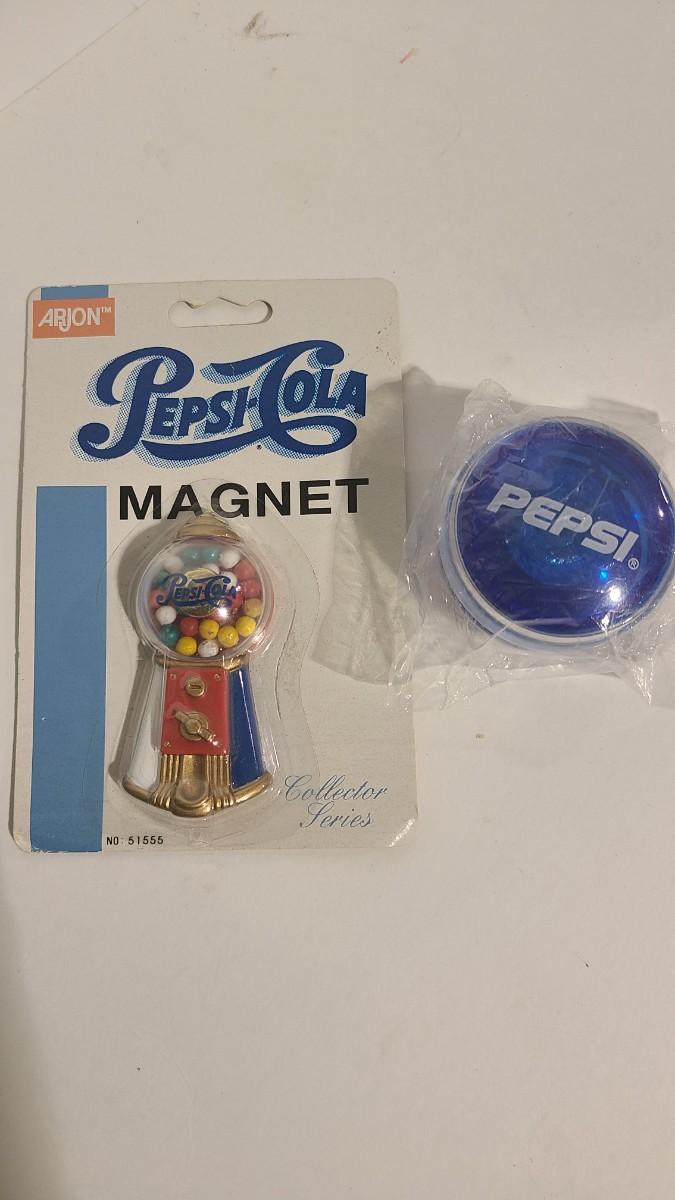 ARJON™
PEPSI-COLA®
MAGNET
PEPSI-COLA
Collector
Series
NO: 51555
PEPSI®